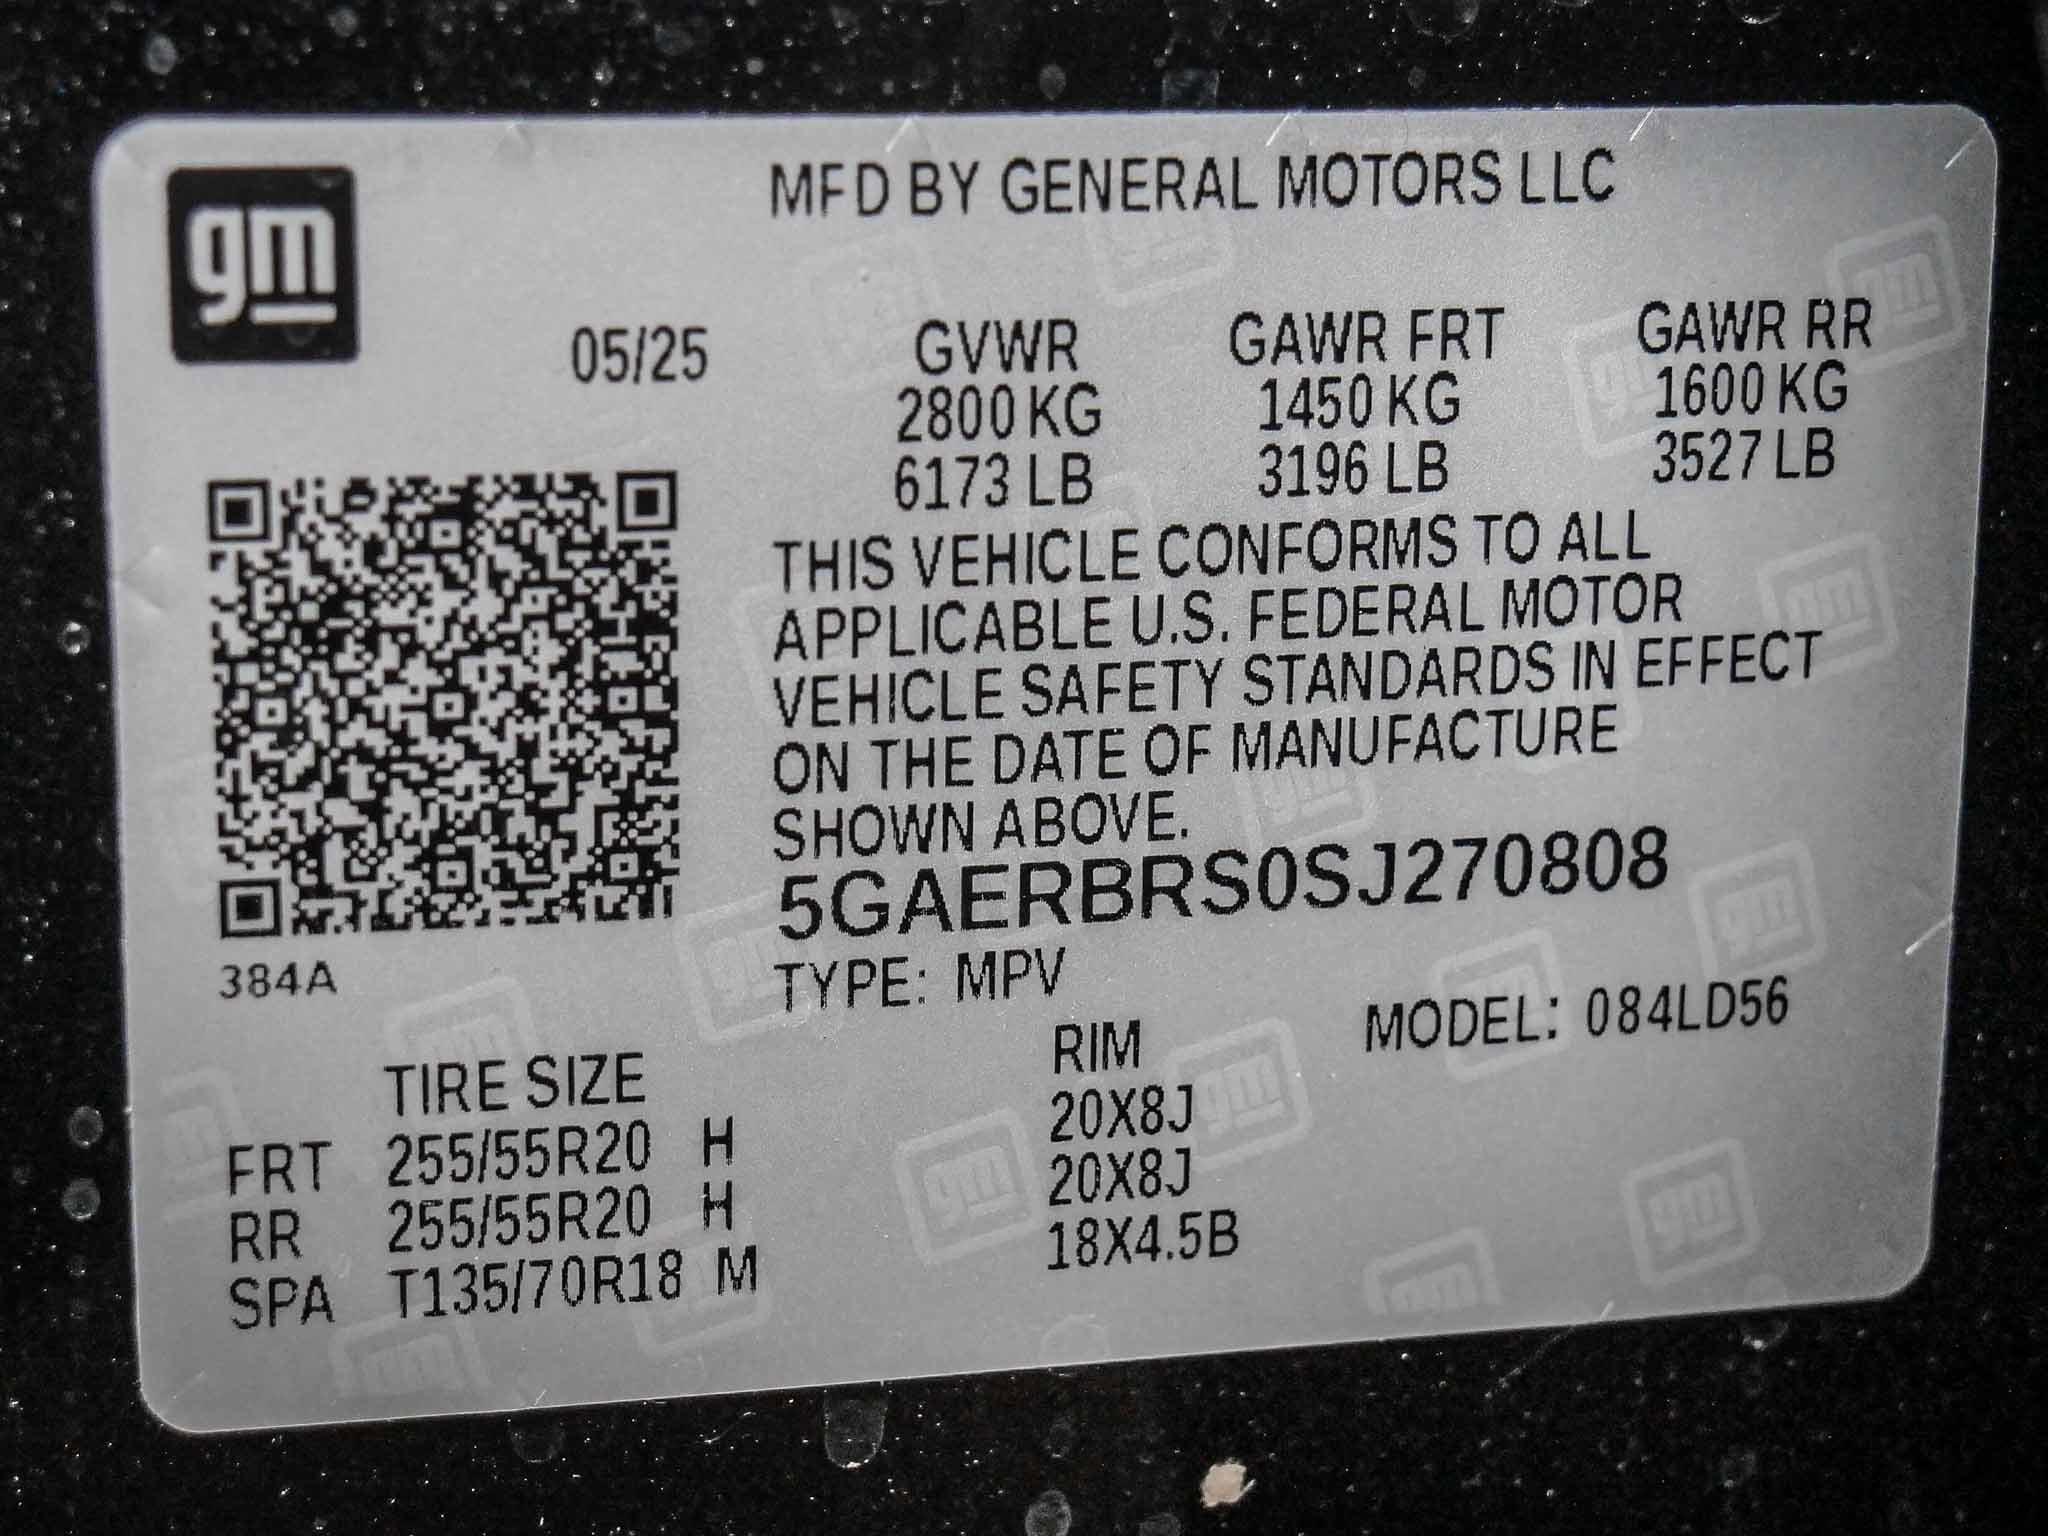 gm
MFD BY GENERAL MOTORS LLC
05/25 GVWR GAWR FRT GAWR RR
2800 KG 1450 KG 1600 KG
6173 LB 3196 LB 3527 LB
THIS VEHICLE CONFORMS TO ALL
APPLICABLE U.S. FEDERAL MOTOR
VEHICLE SAFETY STANDARDS IN EFFECT
ON THE DATE OF MANUFACTURE
SHOWN ABOVE.
5GAERBRS0SJ270808
384A
TYPE: MPV
MODEL: 084LD56
TIRE SIZE RIM
FRT 255/55R20 H 20X8J
RR 255/55R20 H 20X8J
SPA T135/70R18 M 18X4.5B